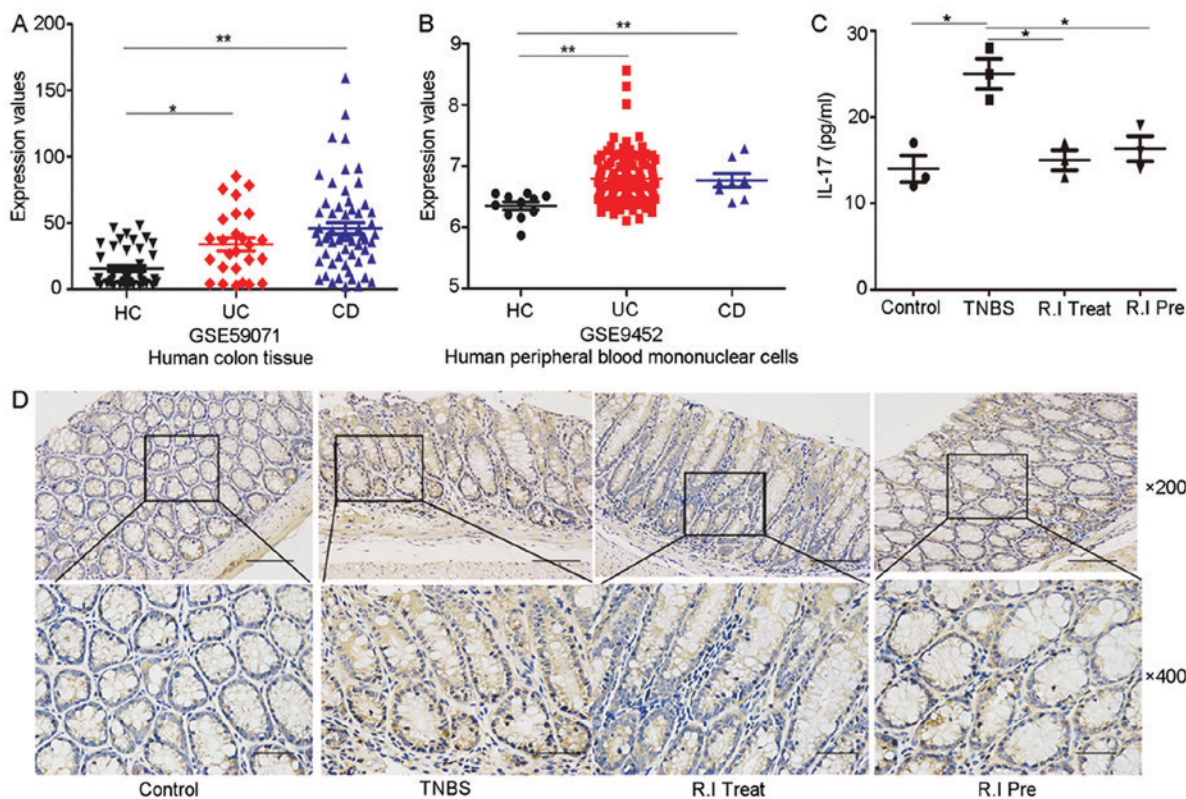 A
Expression values
200
150
100
50
0
*
**
HC
UC
CD
GSE59071
Human colon tissue
B
Expression values
9
8
7
6
5
**
**
HC
UC
CD
GSE9452
Human peripheral blood mononuclear cells
C
IL-17 (pg/ml)
30
20
10
0
*
*
*
Control
TNBS
R.I Treat
R.I Pre
D
×200
×400
Control
TNBS
R.I Treat
R.I Pre